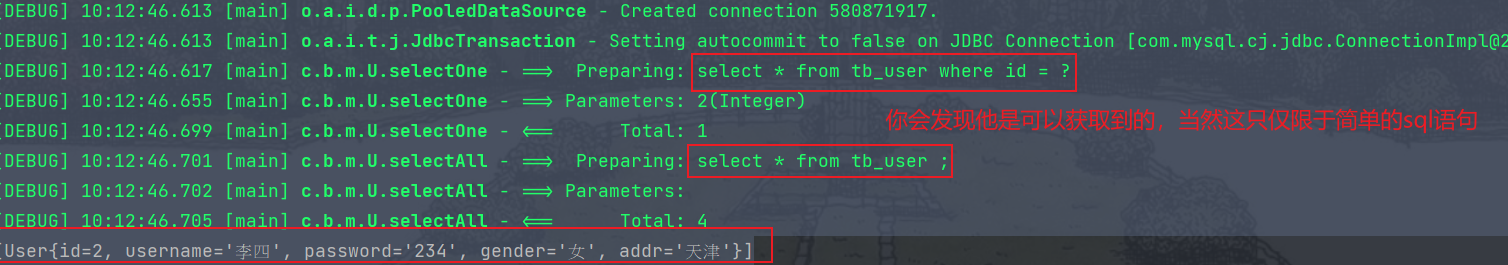 [DEBUG] 10:12:46.613 [main] o.a.i.d.p.PooledDataSource - Created connection 580871917.
[DEBUG] 10:12:46.613 [main] o.a.i.t.j.JdbcTransaction - Setting autocommit to false on JDBC Connection [com.mysql.cj.jdbc.ConnectionImpl@2
[DEBUG] 10:12:46.617 [main] c.b.m.U.selectOne - ==>  Preparing: select * from tb_user where id = ?
[DEBUG] 10:12:46.655 [main] c.b.m.U.selectOne - ==> Parameters: 2(Integer)
你会发现他是可以获取到的，当然这只仅限于简单的sql语句
[DEBUG] 10:12:46.699 [main] c.b.m.U.selectOne - <==      Total: 1
[DEBUG] 10:12:46.701 [main] c.b.m.U.selectAll - ==>  Preparing: select * from tb_user ;
[DEBUG] 10:12:46.702 [main] c.b.m.U.selectAll - ==> Parameters:
[DEBUG] 10:12:46.705 [main] c.b.m.U.selectAll - <==      Total: 4
[User{id=2, username='李四', password='234', gender='女', addr='天津'}]